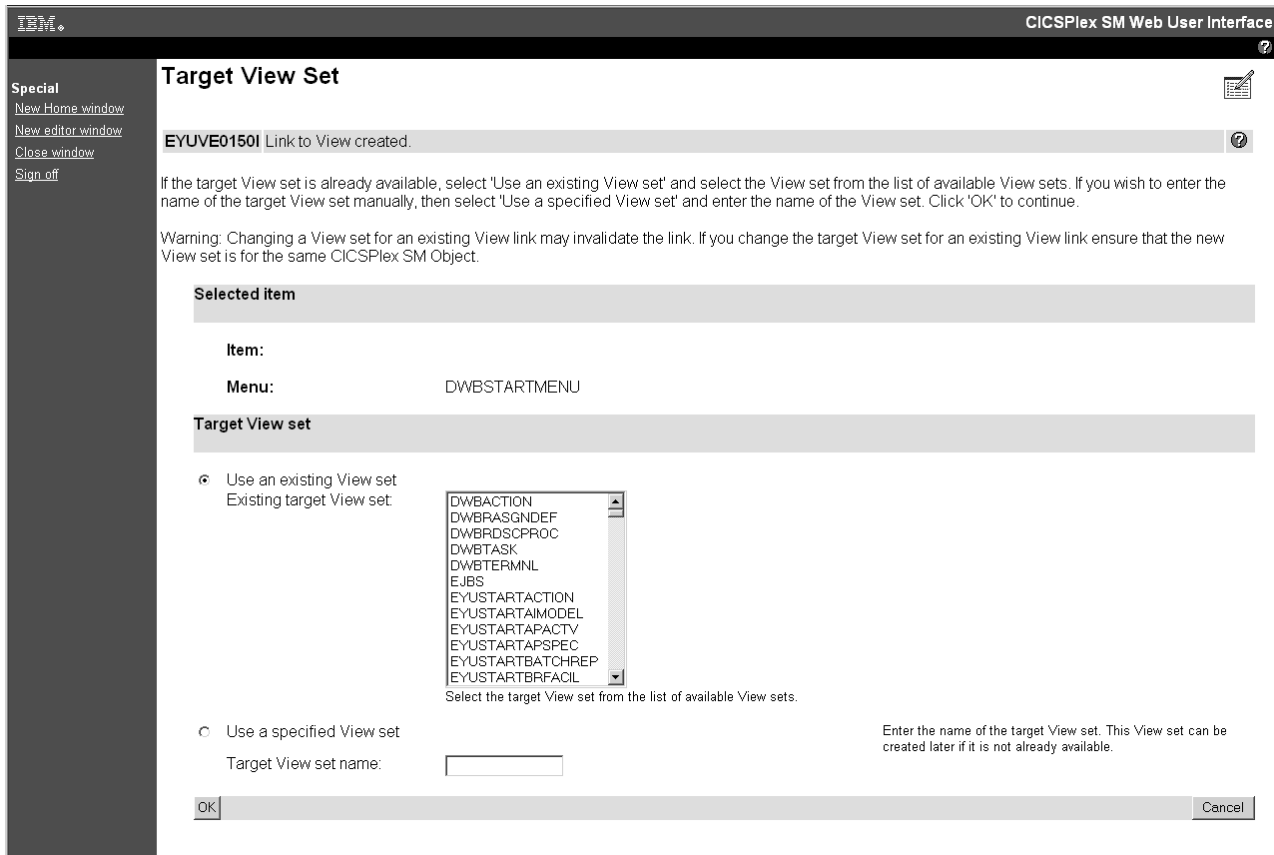 IBM
CICSPlex SM Web User Interface
Special
New Home window
New editor window
Close window
Sign off
Target View Set
EYUVE0150I Link to View created.
If the target View set is already available, select 'Use an existing View set' and select the View set from the list of available View sets. If you wish to enter the
name of the target View set manually, then select 'Use a specified View set' and enter the name of the View set. Click 'OK' to continue.
Warning: Changing a View set for an existing View link may invalidate the link. If you change the target View set for an existing View link ensure that the new
View set is for the same CICSPlex SM Object.
Selected item
Item:
Menu: DWBSTARTMENU
Target View set
Use an existing View set
Existing target View set:
DWBACTION
DWBRASGNDEF
DWBRDSCPROC
DWBTASK
DWBTERMNL
EJBS
EYUSTARTACTION
EYUSTARTAIMODEL
EYUSTARTAPACTV
EYUSTARTAPSPEC
EYUSTARTBATCHREP
EYUSTARTBRFACIL
Select the target View set from the list of available View sets.
Use a specified View set
Enter the name of the target View set. This View set can be
created later if it is not already available.
Target View set name:
OK
Cancel